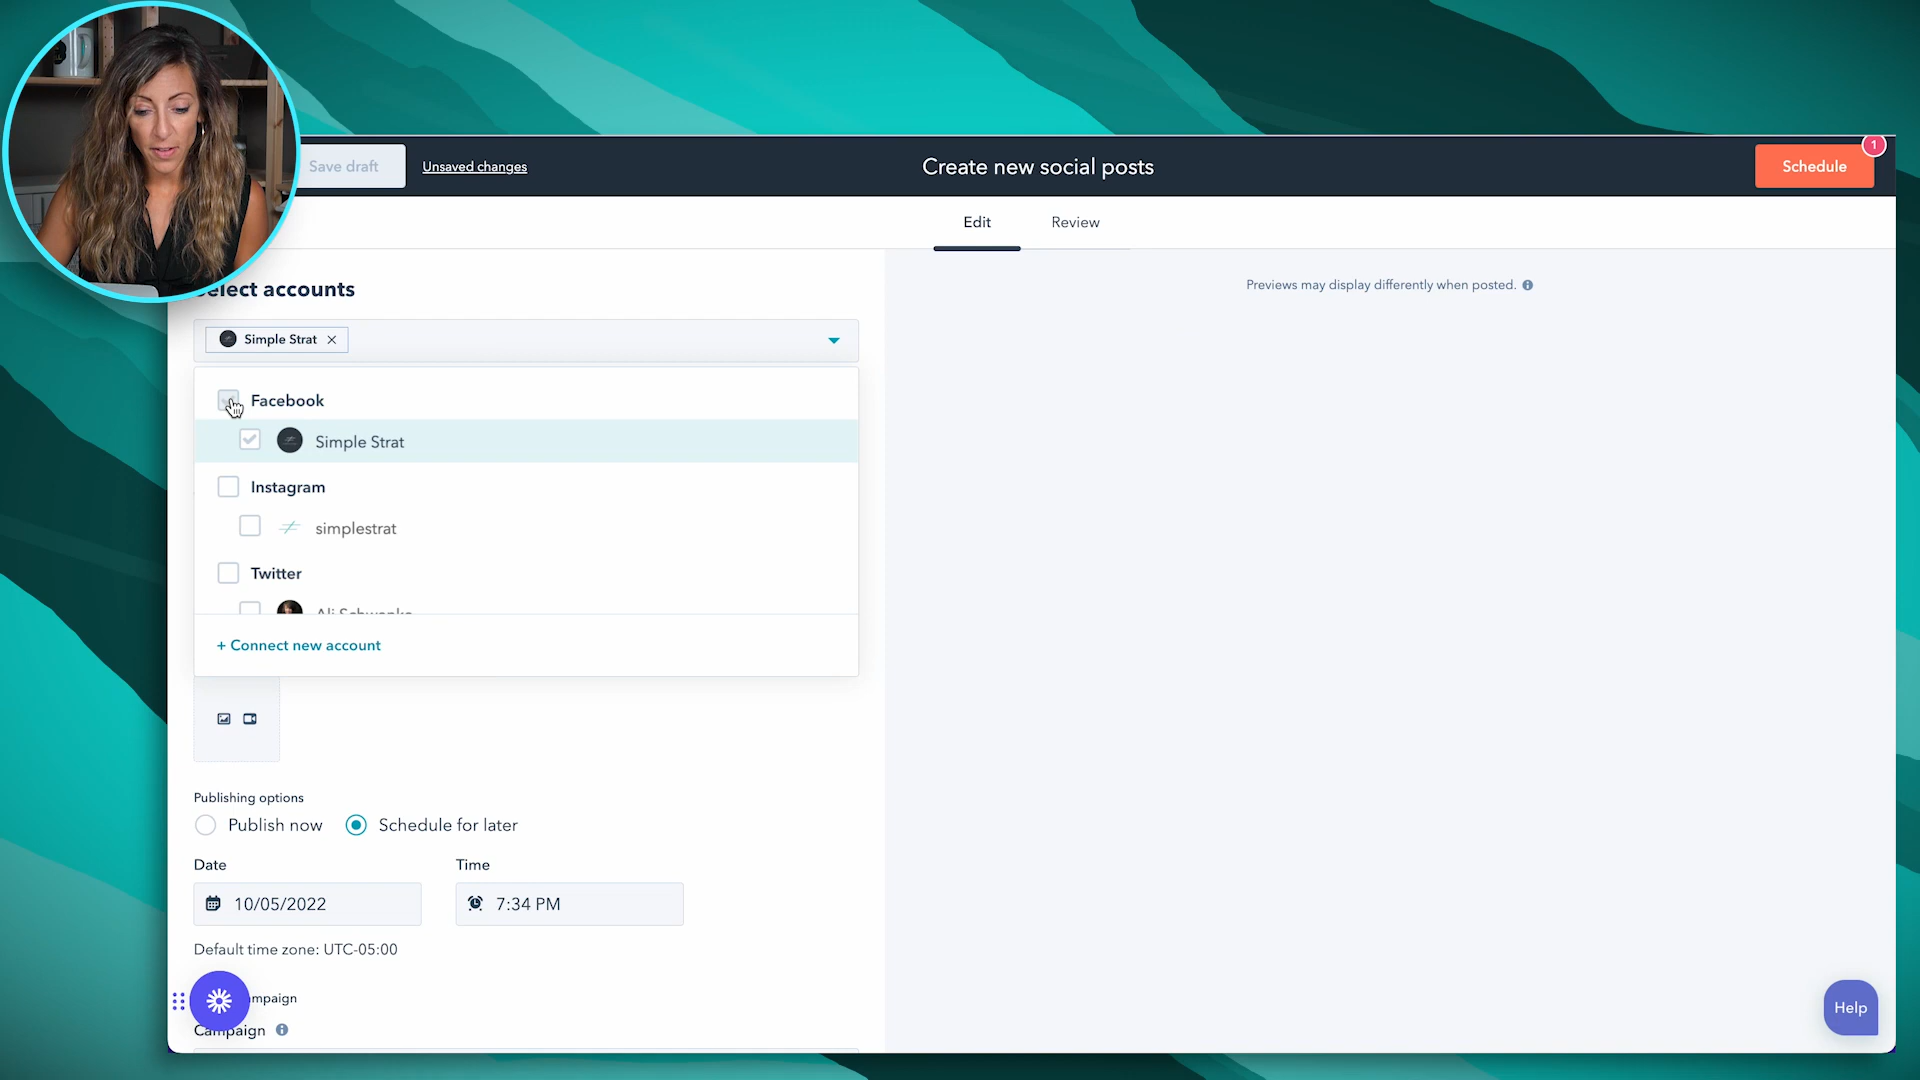 Save draft
Unsaved changes
Create new social posts
Schedule
1
Edit
Review
Select accounts
Previews may display differently when posted.
Simple Strat
Facebook
Simple Strat
Instagram
simplestrat
Twitter
+ Connect new account
Publishing options
Publish now
Schedule for later
Date
Time
10/05/2022
7:34 PM
Default time zone: UTC-05:00
mpaign
Campaign
Help